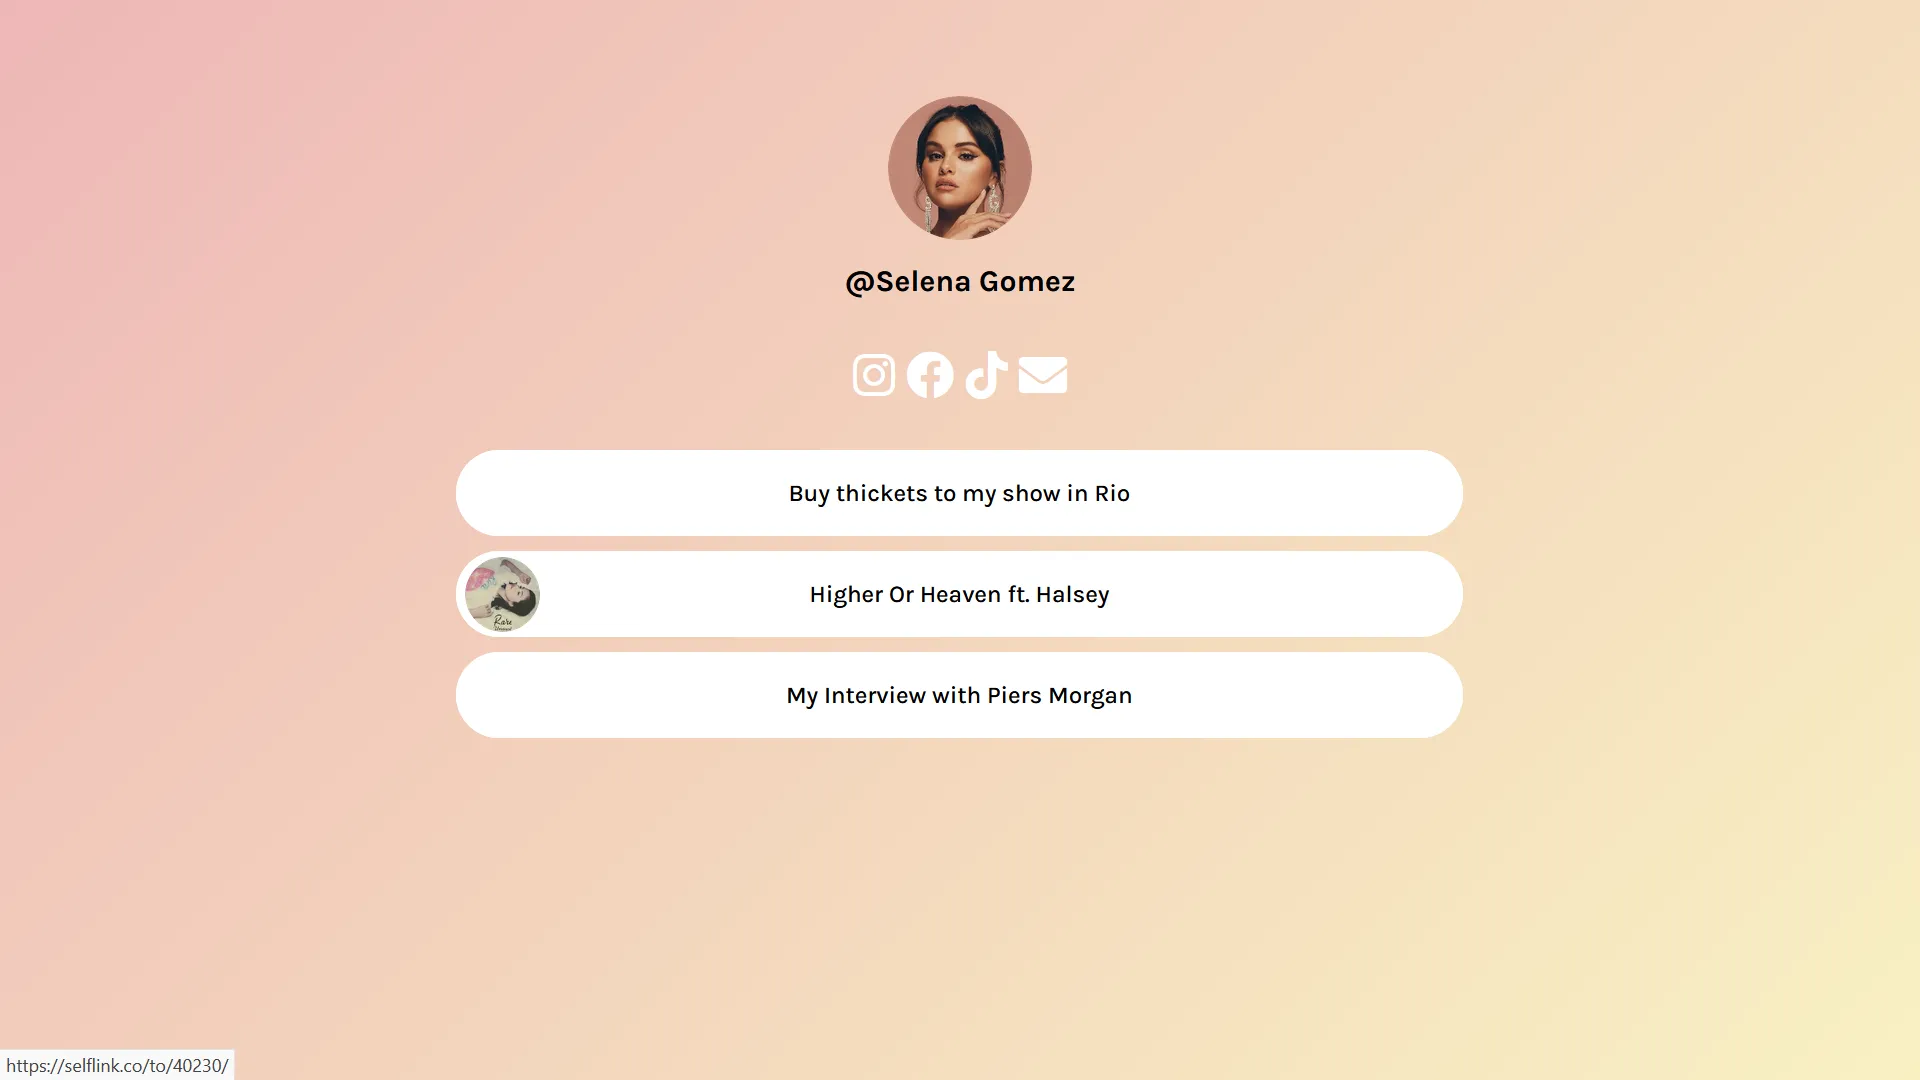 @Selena Gomez
Buy thickets to my show in Rio
Rare
Higher Or Heaven ft. Halsey
My Interview with Piers Morgan
https://selflink.co/to/40230/